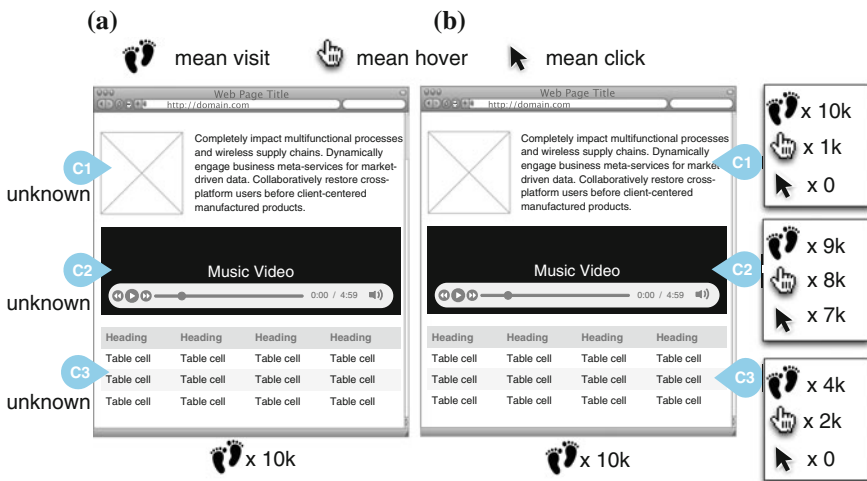 (a)
(b)
mean visit
mean hover
mean click
Web Page Title
http://domain.com
Completely impact multifunctional processes
and wireless supply chains. Dynamically
engage business meta-services for market-
driven data. Collaboratively restore cross-
platform users before client-centered
manufactured products.
C1
unknown
C2
Music Video
0:00 / 4:59
unknown
Heading Heading Heading Heading
Table cell Table cell Table cell Table cell
C3
Table cell Table cell Table cell Table cell
unknown
Table cell Table cell Table cell Table cell
x 10k
Web Page Title
http://domain.com
Completely impact multifunctional processes
and wireless supply chains. Dynamically
engage business meta-services for market-
driven data. Collaboratively restore cross-
platform users before client-centered
manufactured products.
C1
Music Video
C2
0:00 / 4:59
Heading Heading Heading Heading
Table cell Table cell Table cell Table cell
Table cell Table cell Table cell Table cell
C3
Table cell Table cell Table cell Table cell
x 10k
x 10k
x 1k
x 0
x 9k
x 8k
x 7k
x 4k
x 2k
x 0